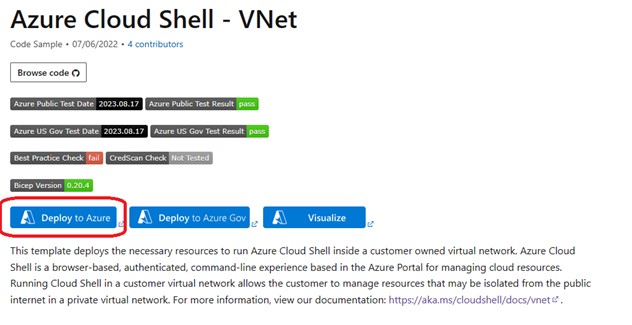 Azure Cloud Shell - VNet
Code Sample • 07/06/2022 • 4 contributors
Browse code
Azure Public Test Date 2023.08.17 Azure Public Test Result pass
Azure US Gov Test Date 2023.08.17 Azure US Gov Test Result pass
Best Practice Check fail CredScan Check Not Tested
Bicep Version 0.20.4
Deploy to Azure Deploy to Azure Gov Visualize
This template deploys the necessary resources to run Azure Cloud Shell inside a customer owned virtual network. Azure Cloud
Shell is a browser-based, authenticated, command-line experience based in the Azure Portal for managing cloud resources.
Running Cloud Shell in a customer virtual network allows the customer to manage resources that may be isolated from the public
internet in a private virtual network. For more information, view our documentation: https://aka.ms/cloudshell/docs/vnet .